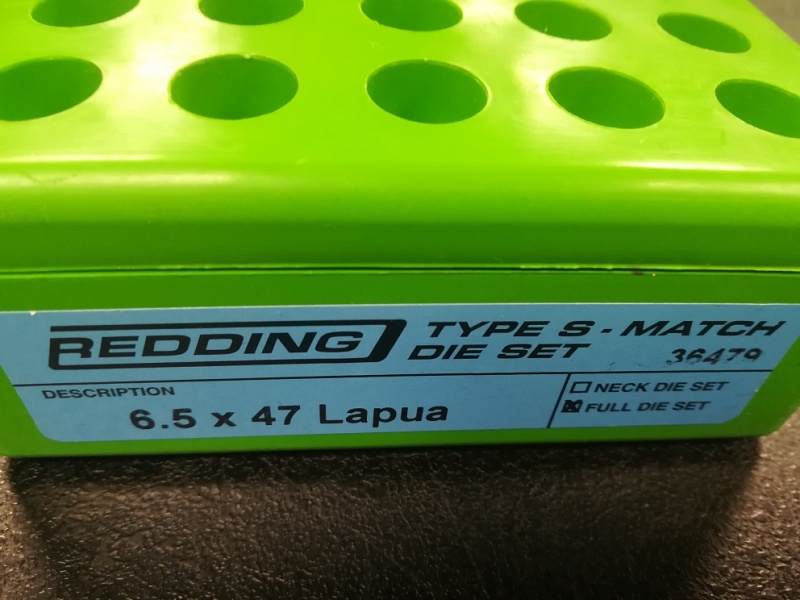 REDDING
TYPE S - MATCH
DIE SET 36479
DESCRIPTION
6.5 x 47 Lapua
NECK DIE SET
FULL DIE SET